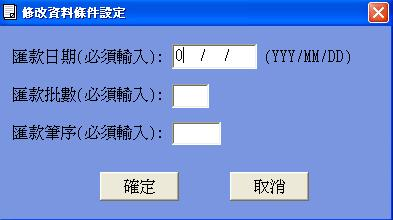 修改資料條件設定
匯款日期(必須輸入): 0 / / (YYY/MM/DD)
匯款批數(必須輸入):
匯款筆序(必須輸入):
確定 取消